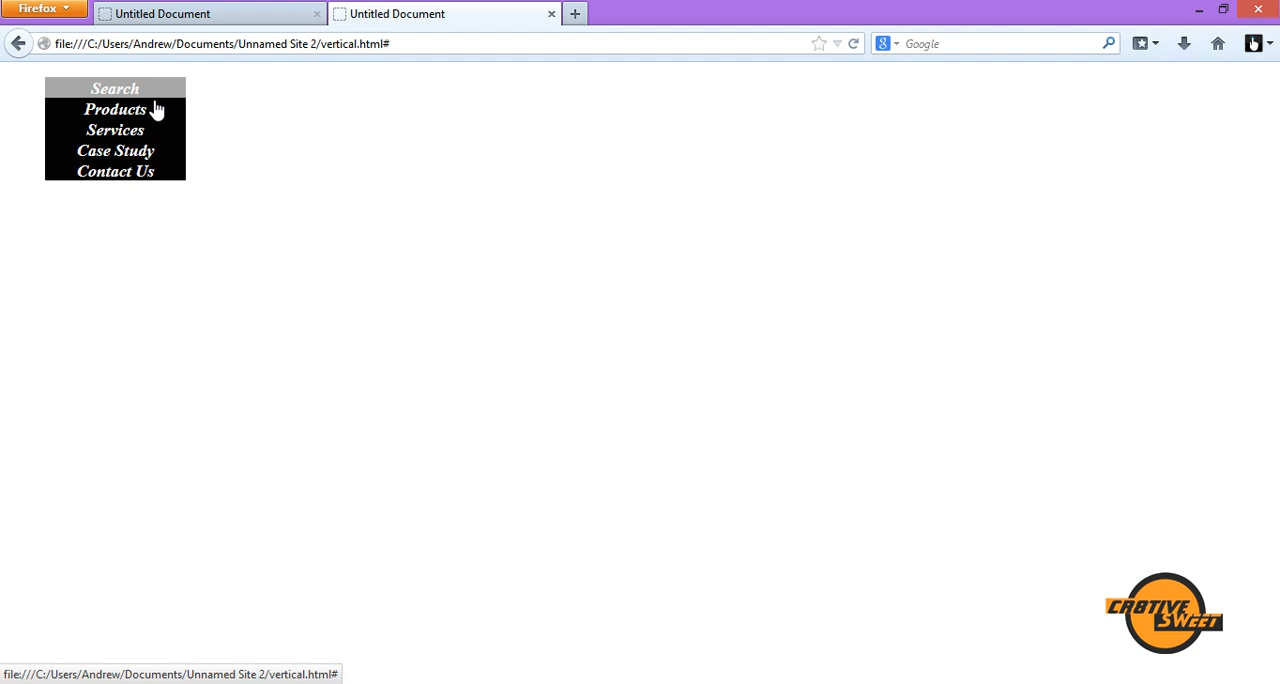 Firefox
Untitled Document
Untitled Document
file:///C:/Users/Andrew/Documents/Unnamed Site 2/vertical.html#
Google
Search
Products
Services
Case Study
Contact Us
CR8TIVE
SWEET
file:///C:/Users/Andrew/Documents/Unnamed Site 2/vertical.html#